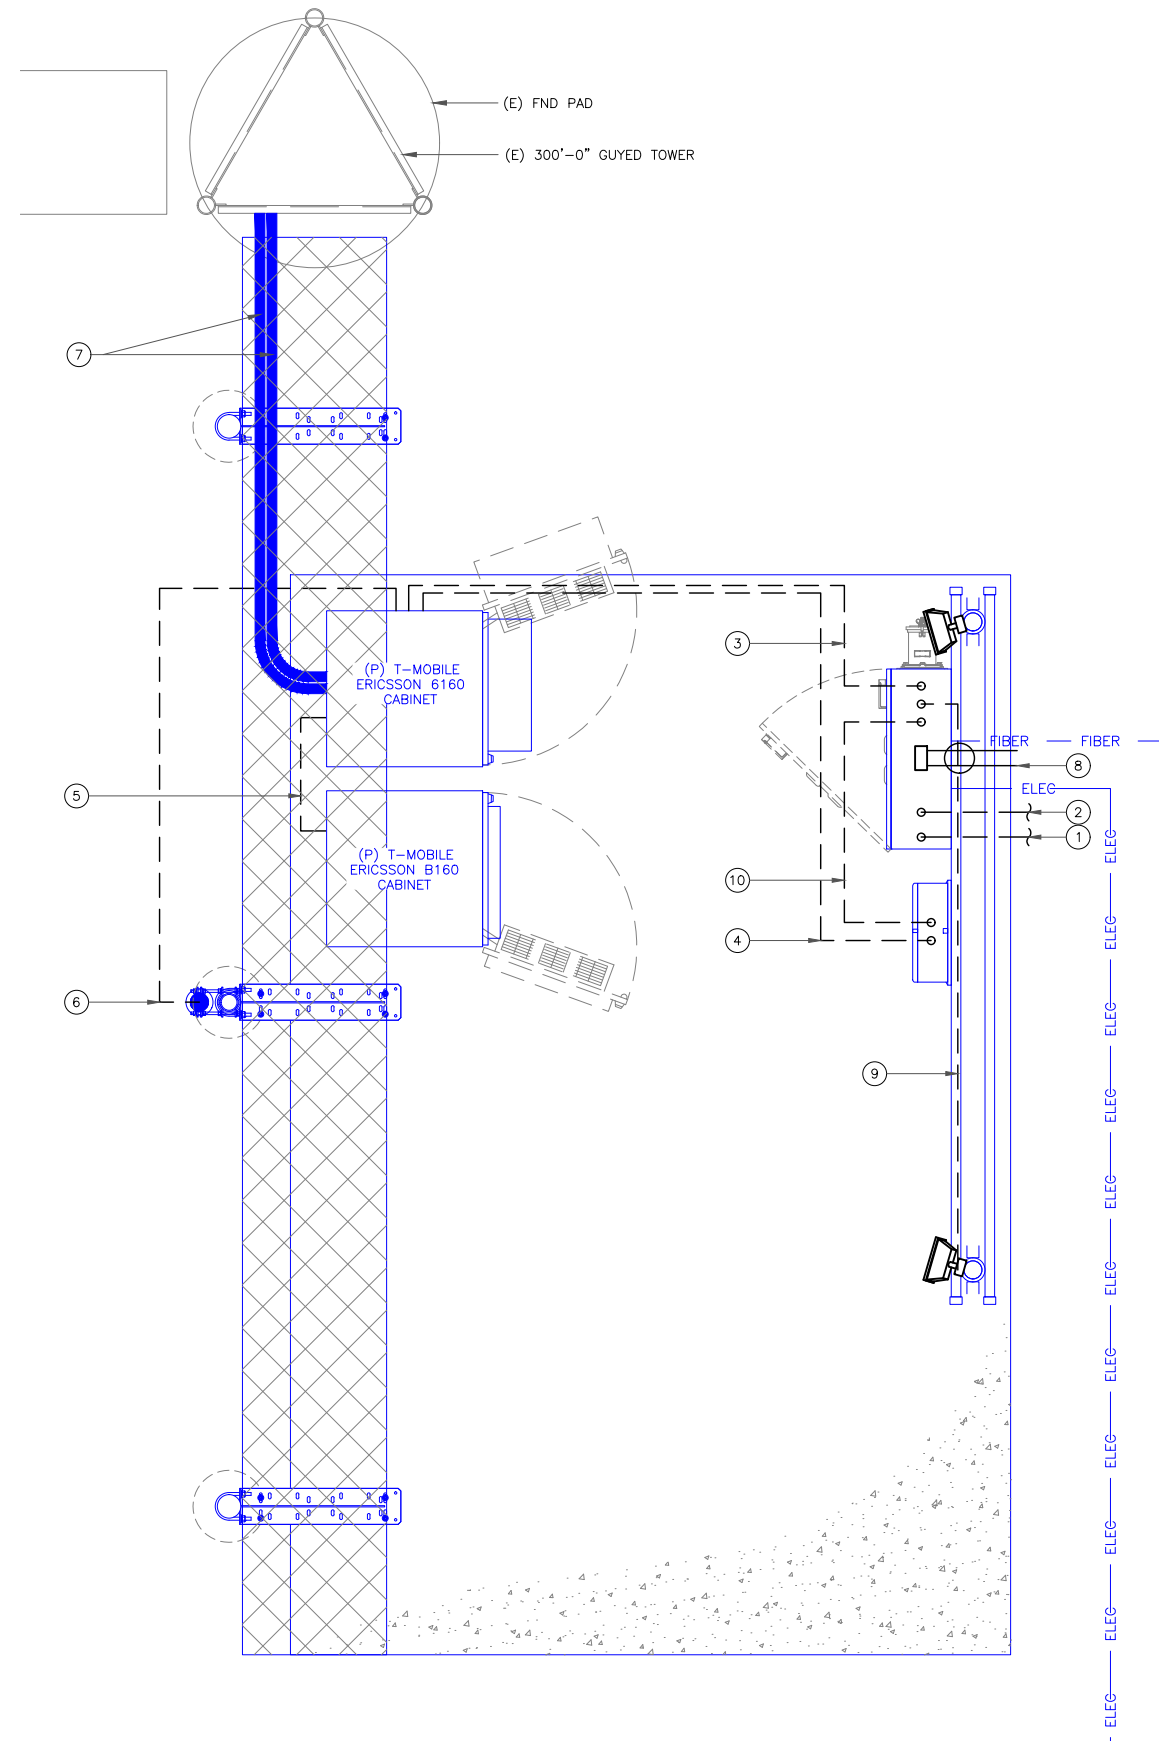 (E) FND PAD
(E) 300'-0" GUYED TOWER
7
3
(P) T-MOBILE
ERICSSON 6160
CABINET
FIBER
FIBER
8
ELEC
5
2
1
ELEC
(P) T-MOBILE
ERICSSON B160
CABINET
10
4
ELEC
6
ELEC
9
ELEC
ELEC
ELEC
ELEC
ELEC
ELEC
ELEC
ELEC